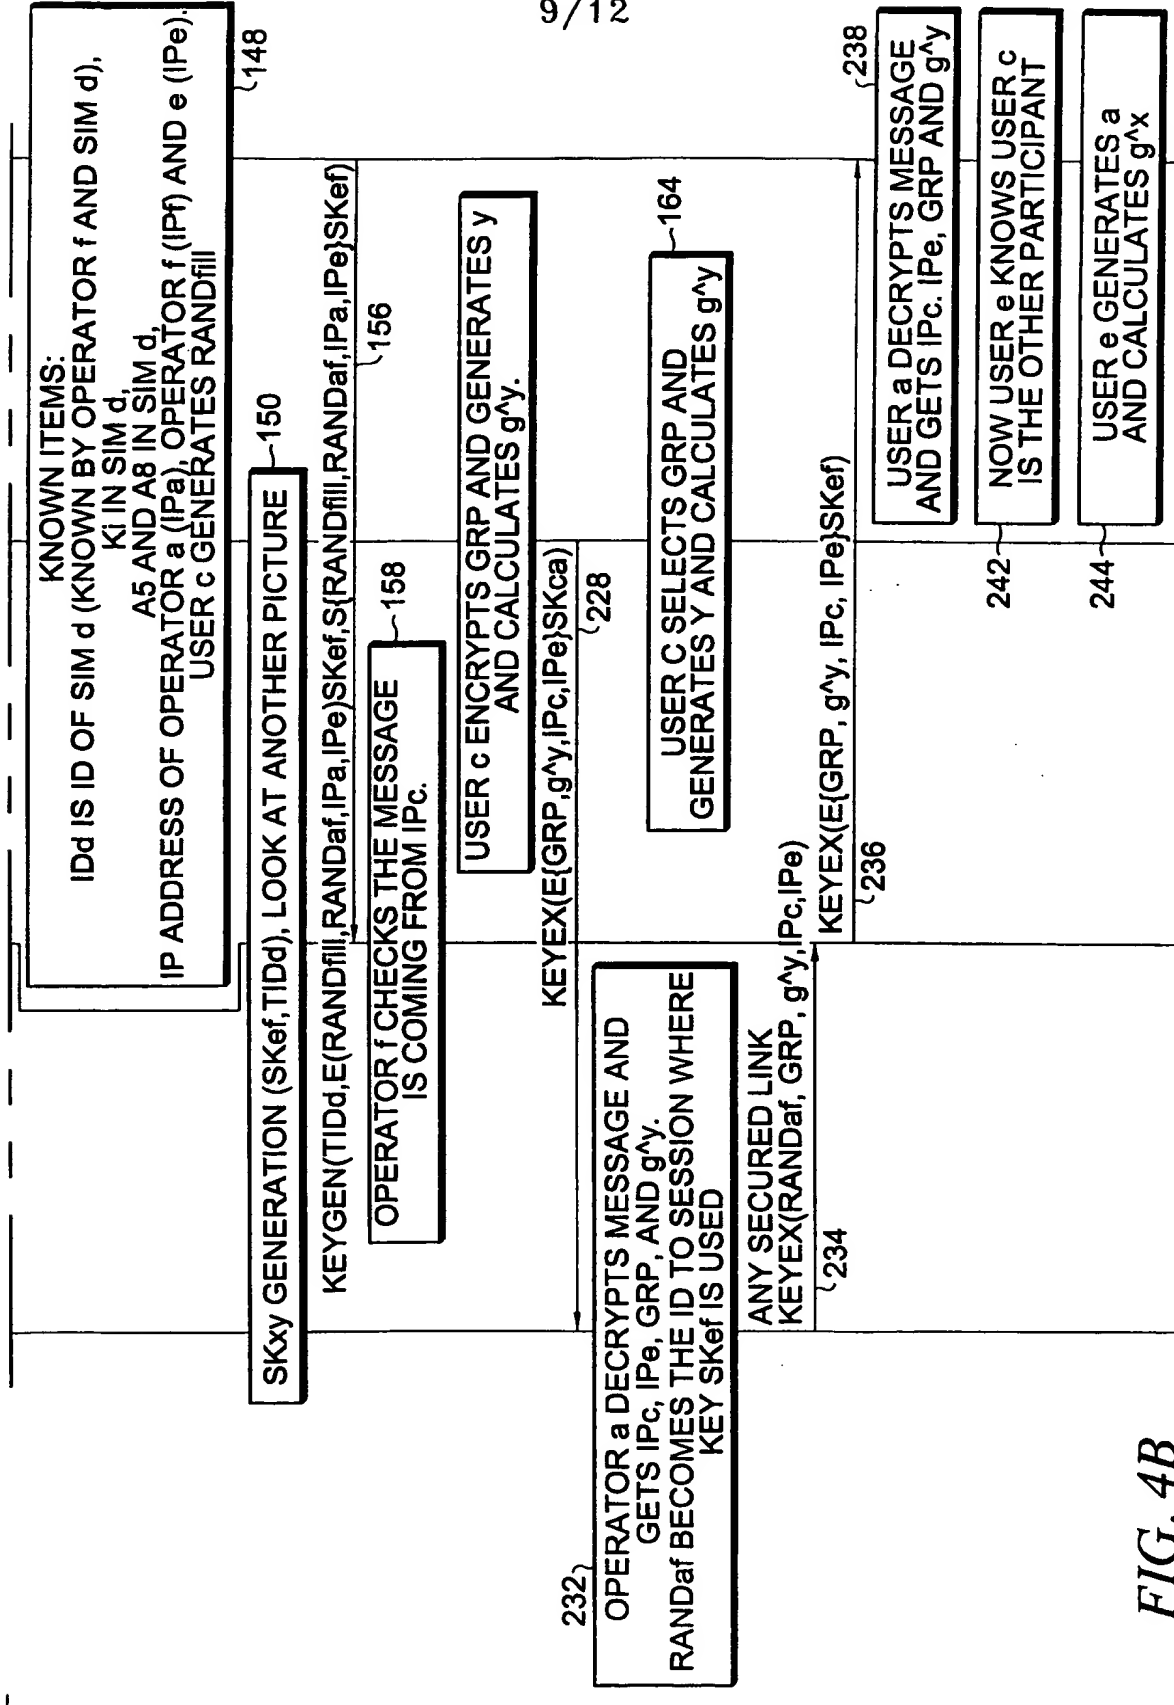 9/12
KNOWN ITEMS:
IDd IS ID OF SIM d (KNOWN BY OPERATOR f AND SIM d),
Ki IN SIM d,
A5 AND A8 IN SIM d,
IP ADDRESS OF OPERATOR a (IPa), OPERATOR f (IPf) AND e (IPe).
USER c GENERATES RANDfill
148
SKxy GENERATION (SKef,TIDd), LOOK AT ANOTHER PICTURE
150
KEYGEN(TIDd,E(RANDfill,RANDaf,IPa,IPe}SKef,S{RANDfill,RANDaf,IPa,IPe}SKef)
156
OPERATOR f CHECKS THE MESSAGE
IS COMING FROM IPc.
158
USER c ENCRYPTS GRP AND GENERATES y
AND CALCULATES g^y.
KEYEX(E{GRP,g^y,IPc,IPe}SKca)
228
232
OPERATOR a DECRYPTS MESSAGE AND
GETS IPc, IPe, GRP, AND g^y.
RANDaf BECOMES THE ID TO SESSION WHERE
KEY SKef IS USED
USER C SELECTS GRP AND
GENERATES Y AND CALCULATES g^y
164
ANY SECURED LINK
KEYEX(RANDaf, GRP, g^y,IPc,IPe)
234
KEYEX(E{GRP, g^y, IPc, IPe}SKef)
236
238
USER a DECRYPTS MESSAGE
AND GETS IPc. IPe, GRP AND g^y
242
NOW USER e KNOWS USER c
IS THE OTHER PARTICIPANT
244
USER e GENERATES a
AND CALCULATES g^x
FIG. 4B